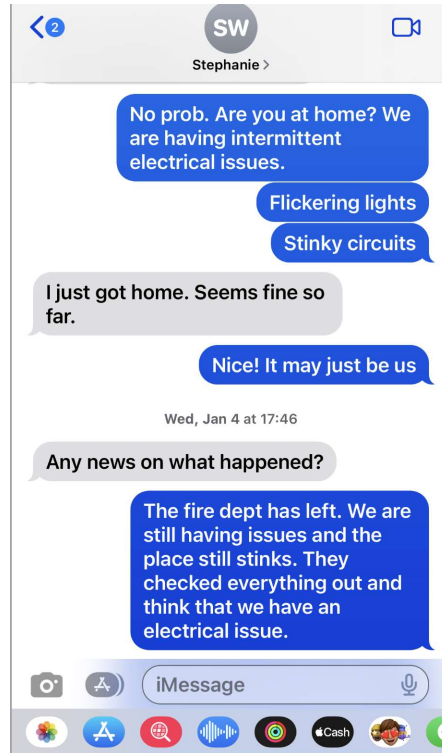 2
SW
Stephanie >
No prob. Are you at home? We
are having intermittent
electrical issues.
Flickering lights
Stinky circuits
I just got home. Seems fine so
far.
Nice! It may just be us
Wed, Jan 4 at 17:46
Any news on what happened?
The fire dept has left. We are
still having issues and the
place still stinks. They
checked everything out and
think that we have an
electrical issue.
iMessage
Cash